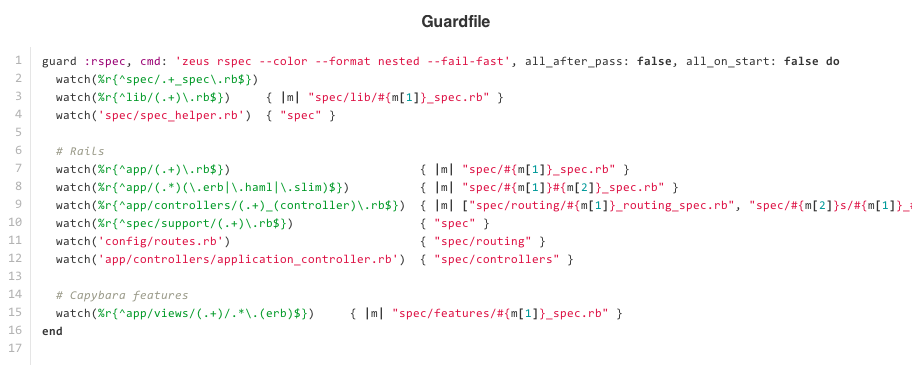 Guardfile
1 guard :rspec, cmd: 'zeus rspec --color --format nested --fail-fast', all_after_pass: false, all_on_start: false do
2   watch(%r{^spec/.+_spec\.rb$})
3   watch(%r{^lib/(.+)\.rb$})     { |m| "spec/lib/#{m[1]}_spec.rb" }
4   watch('spec/spec_helper.rb')  { "spec" }
5
6   # Rails
7   watch(%r{^app/(.+)\.rb$})                           { |m| "spec/#{m[1]}_spec.rb" }
8   watch(%r{^app/(.*)(\.erb|\.haml|\.slim)$})          { |m| "spec/#{m[1]}#{m[2]}_spec.rb" }
9   watch(%r{^app/controllers/(.+)_(controller)\.rb$})  { |m| ["spec/routing/#{m[1]}_routing_spec.rb", "spec/#{m[2]}s/#{m[1]}_#
10   watch(%r{^spec/support/(.+)\.rb$})                  { "spec" }
11   watch('config/routes.rb')                           { "spec/routing" }
12   watch('app/controllers/application_controller.rb')  { "spec/controllers" }
13
14   # Capybara features
15   watch(%r{^app/views/(.+)/.*\.(erb)$})     { |m| "spec/features/#{m[1]}_spec.rb" }
16 end
17